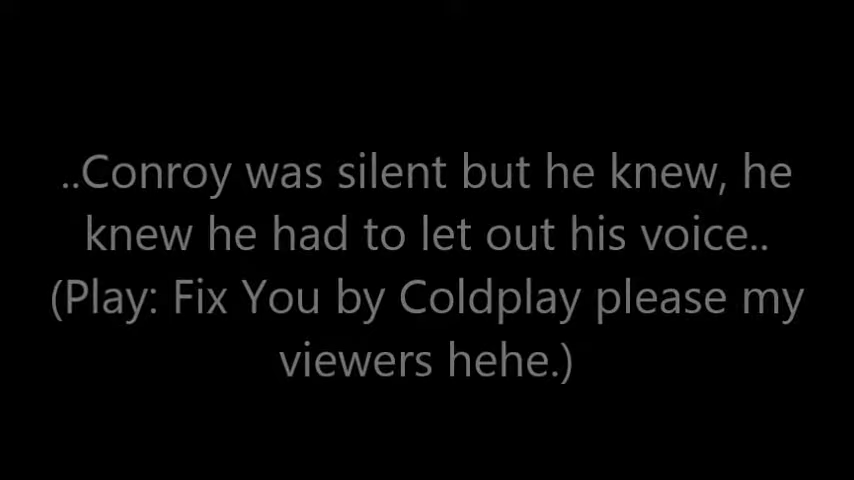 ..Conroy was silent but he knew, he
knew he had to let out his voice..
(Play: Fix You by Coldplay please my
viewers hehe.)